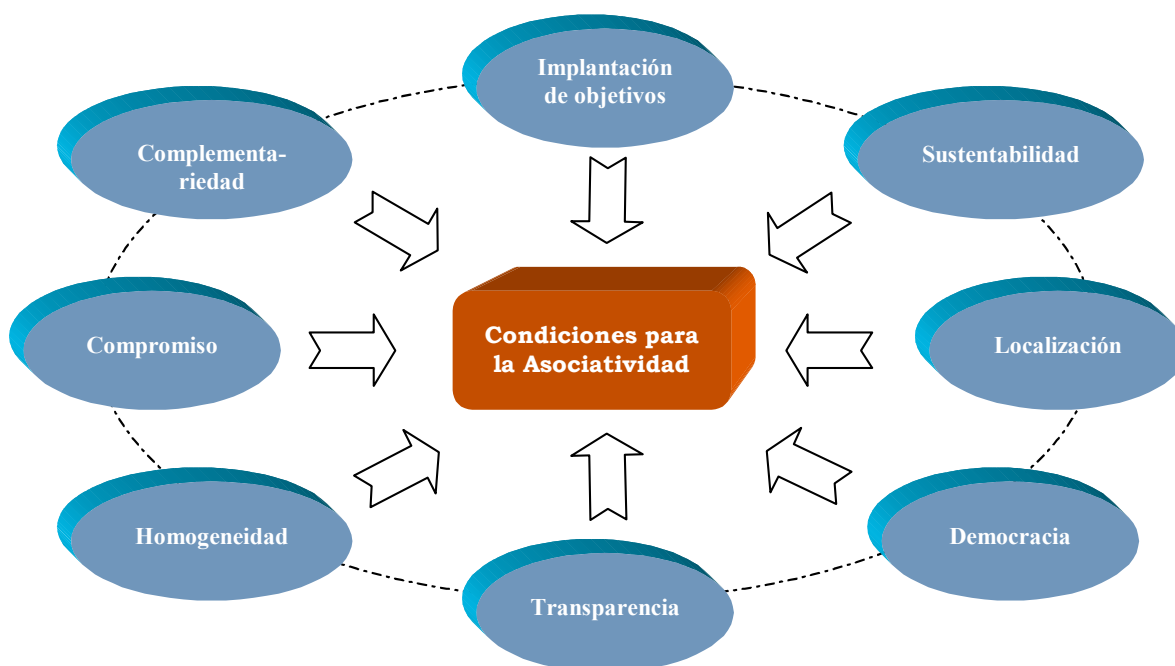 Implantación
de objetivos
Complementa-
riedad
Sustentabilidad
Compromiso
Condiciones para
la Asociatividad
Localización
Homogeneidad
Democracia
Transparencia